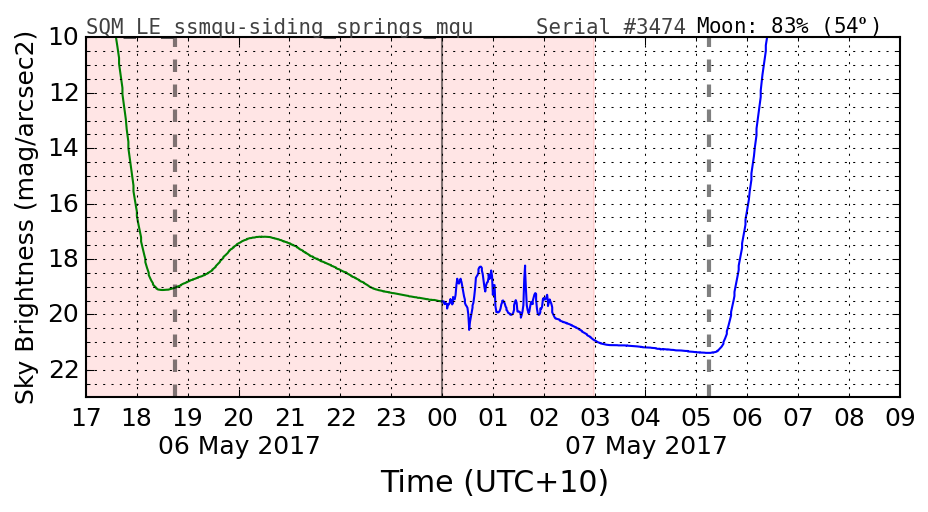 SQM_LE_ssmqu-siding_springs_mqu Serial #3474 Moon: 83% (54°)
Sky Brightness (mag/arcsec2)
10
12
14
16
18
20
22
17 18 19 20 21 22 23 00 01 02 03 04 05 06 07 08 09
06 May 2017 07 May 2017
Time (UTC+10)